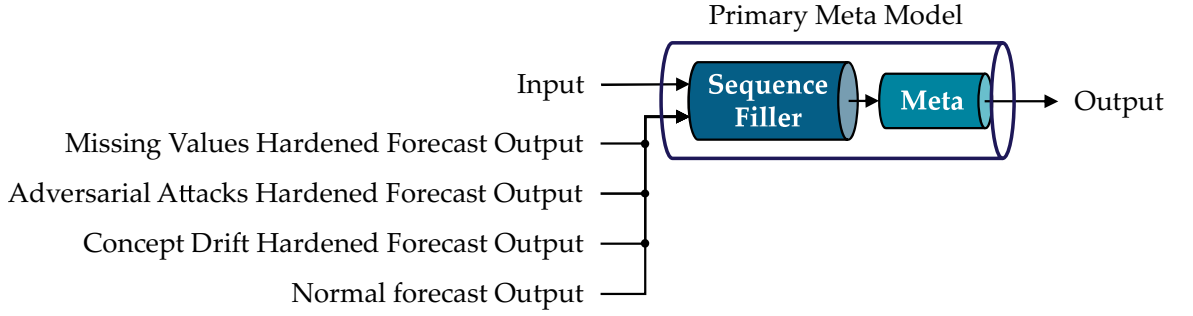 Primary Meta Model
Input
Sequence
Filler
Meta
Output
Missing Values Hardened Forecast Output
Adversarial Attacks Hardened Forecast Output
Concept Drift Hardened Forecast Output
Normal forecast Output